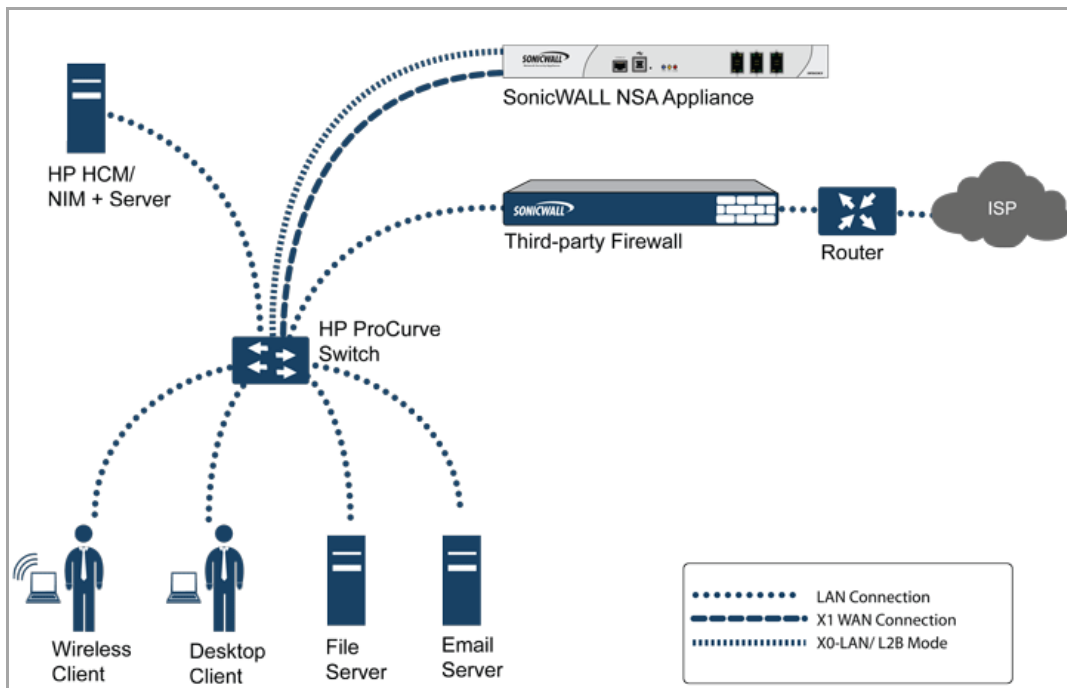 SONICWALL
SonicWALL NSA Appliance
HP HCM/
NIM + Server
SONICWALL
Third-party Firewall
Router
ISP
HP ProCurve
Switch
Wireless
Client
Desktop
Client
File
Server
Email
Server
LAN Connection
X1 WAN Connection
X0-LAN/ L2B Mode